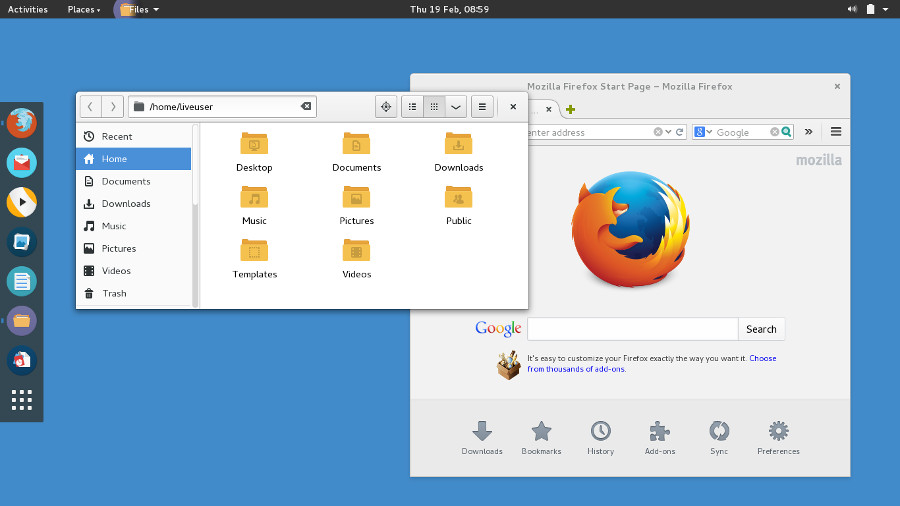 Activities Places Files Thu 19 Feb, 08:59
Mozilla Firefox Start Page – Mozilla Firefox
/home/liveuser
enter address
Google
mozilla
Recent
Home
Documents
Downloads
Music
Pictures
Videos
Trash
Desktop Documents Downloads
Music Pictures Public
Templates Videos
Google Search
It's easy to customize your Firefox exactly the way you want it. Choose
from thousands of add-ons.
Downloads Bookmarks History Add-ons Sync Preferences